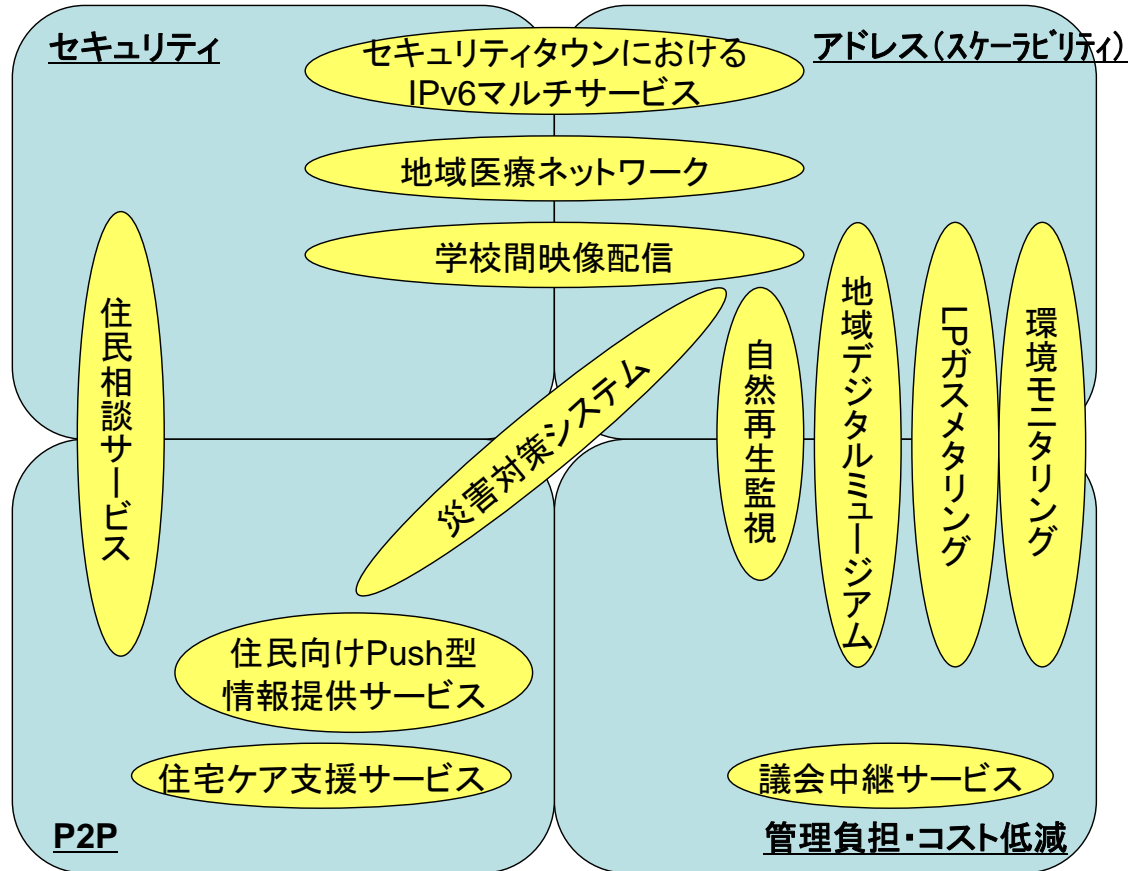 セキュリティ
アドレス(スケーラビリティ)
セキュリティタウンにおける
IPv6マルチサービス
地域医療ネットワーク
学校間映像配信
住民相談サービス
災害対策システム
自然再生監視
地域デジタルミュージアム
LPガスメタリング
環境モニタリング
住民向けPush型
情報提供サービス
住宅ケア支援サービス
議会中継サービス
P2P
管理負担・コスト低減